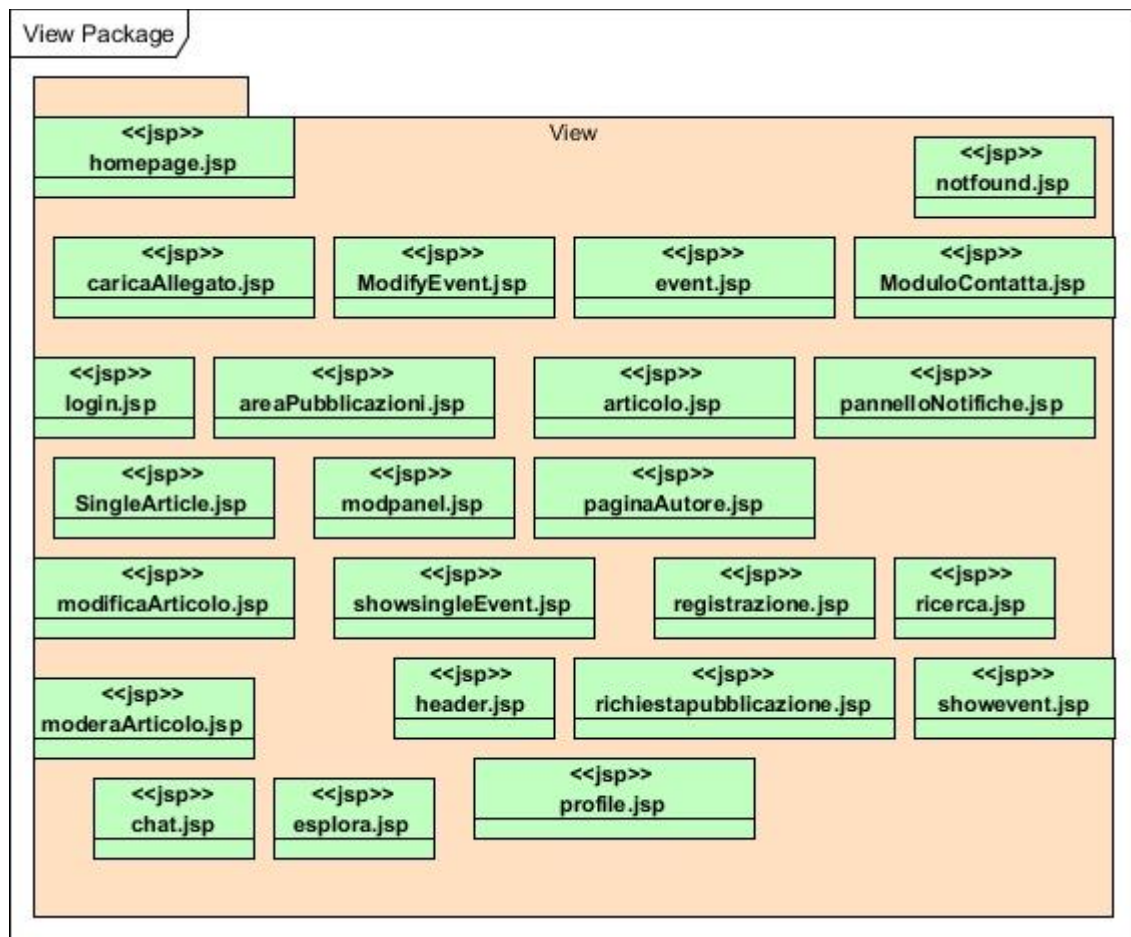 View Package
View
<<jsp>>
homepage.jsp
<<jsp>>
notfound.jsp
<<jsp>>
caricaAllegato.jsp
<<jsp>>
ModifyEvent.jsp
<<jsp>>
event.jsp
<<jsp>>
ModuloContatta.jsp
<<jsp>>
login.jsp
<<jsp>>
areaPubblicazioni.jsp
<<jsp>>
articolo.jsp
<<jsp>>
pannelloNotifiche.jsp
<<jsp>>
SingleArticle.jsp
<<jsp>>
modpanel.jsp
<<jsp>>
paginaAutore.jsp
<<jsp>>
modificaArticolo.jsp
<<jsp>>
showsingleEvent.jsp
<<jsp>>
registrazione.jsp
<<jsp>>
ricerca.jsp
<<jsp>>
moderaArticolo.jsp
<<jsp>>
header.jsp
<<jsp>>
richiestapubblicazione.jsp
<<jsp>>
showevent.jsp
<<jsp>>
chat.jsp
<<jsp>>
esplora.jsp
<<jsp>>
profile.jsp